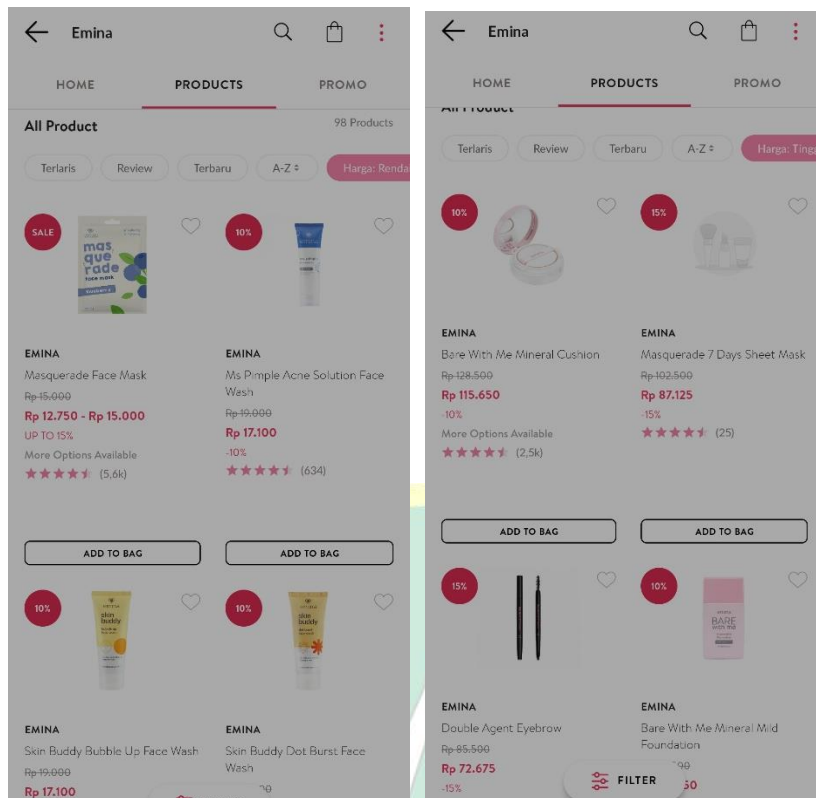 Emina
HOME PRODUCTS PROMO
All Product 98 Products
Terlaris Review Terbaru A-Z Harga: Renda
SALE
10%
mas
que
rade
face mask
EMINA
Masquerade Face Mask
Rp 15.000
Rp 12.750 - Rp 15.000
UP TO 15%
More Options Available
(5,6k)
EMINA
Ms Pimple Acne Solution Face
Wash
Rp 19.000
Rp 17.100
-10%
(634)
ADD TO BAG
ADD TO BAG
10%
skin
buddy
10%
skin
buddy
EMINA
Skin Buddy Bubble Up Face Wash
Rp 19.000
Rp 17.100
EMINA
Skin Buddy Dot Burst Face
Wash
Emina
HOME PRODUCTS PROMO
All Product
Terlaris Review Terbaru A-Z Harga: Ting
10%
15%
EMINA
Bare With Me Mineral Cushion
Rp 128.500
Rp 115.650
-10%
More Options Available
(2,5k)
EMINA
Masquerade 7 Days Sheet Mask
Rp 102.500
Rp 87.125
-15%
(25)
ADD TO BAG
ADD TO BAG
15%
10%
BARE
WITH ME
EMINA
Double Agent Eyebrow
Rp 85.500
Rp 72.675
-15%
EMINA
Bare With Me Mineral Mild
Foundation
FILTER